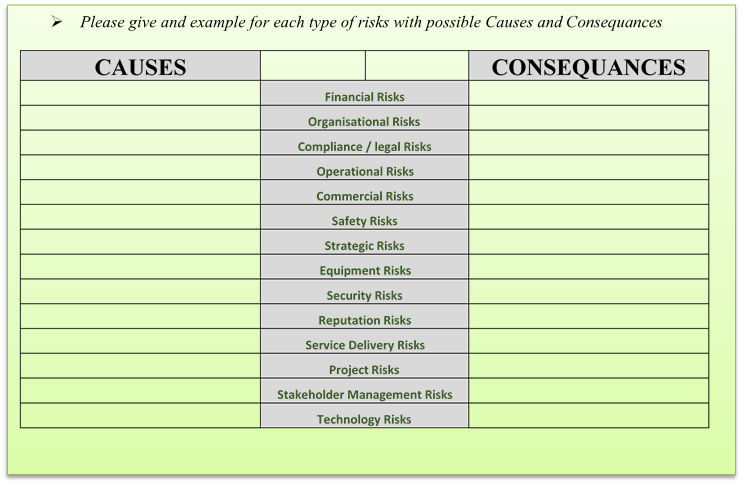 ➢ Please give and example for each type of risks with possible Causes and Consequances
CAUSES CONSEQUANCES
Financial Risks
Organisational Risks
Compliance / legal Risks
Operational Risks
Commercial Risks
Safety Risks
Strategic Risks
Equipment Risks
Security Risks
Reputation Risks
Service Delivery Risks
Project Risks
Stakeholder Management Risks
Technology Risks